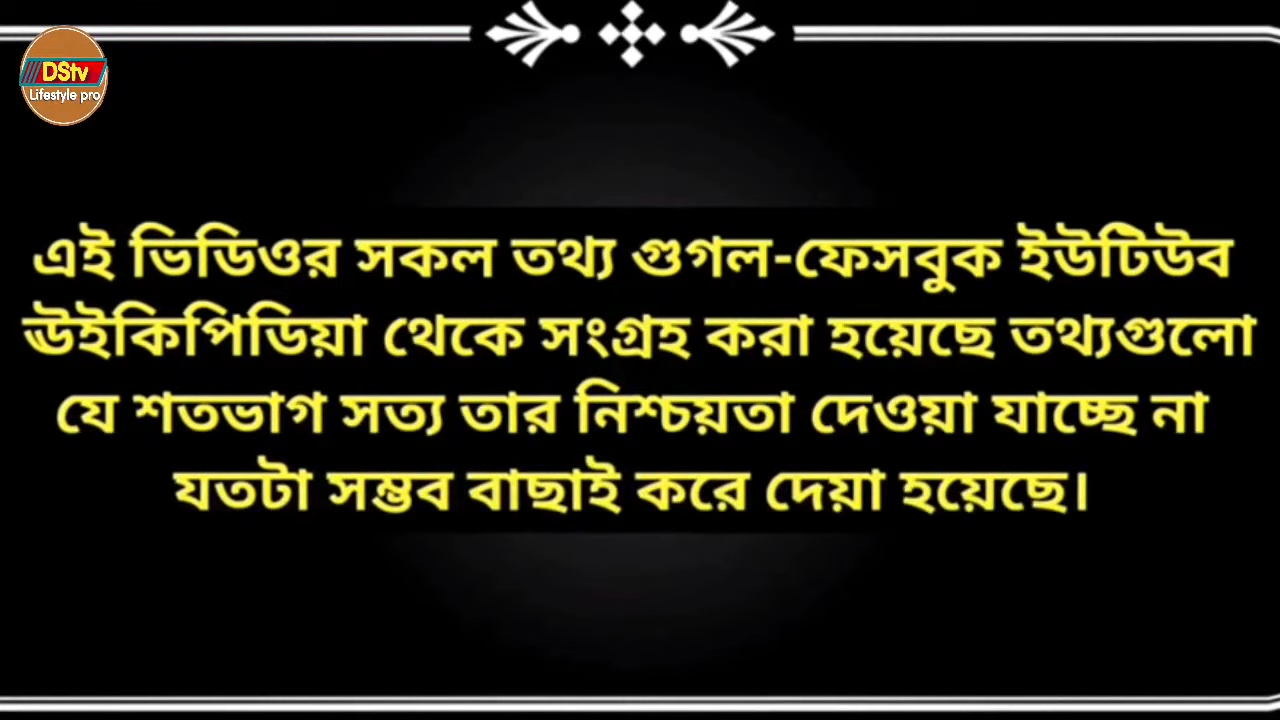 DStv
Lifestyle pro
এই ভিডিওর সকল তথ্য গুগল-ফেসবুক ইউটিউব
ঊইকিপিডিয়া থেকে সংগ্রহ করা হয়েছে তথ্যগুলো
যে শতভাগ সত্য তার নিশ্চয়তা দেওয়া যাচ্ছে না
যতটা সম্ভব বাছাই করে দেয়া হয়েছে।